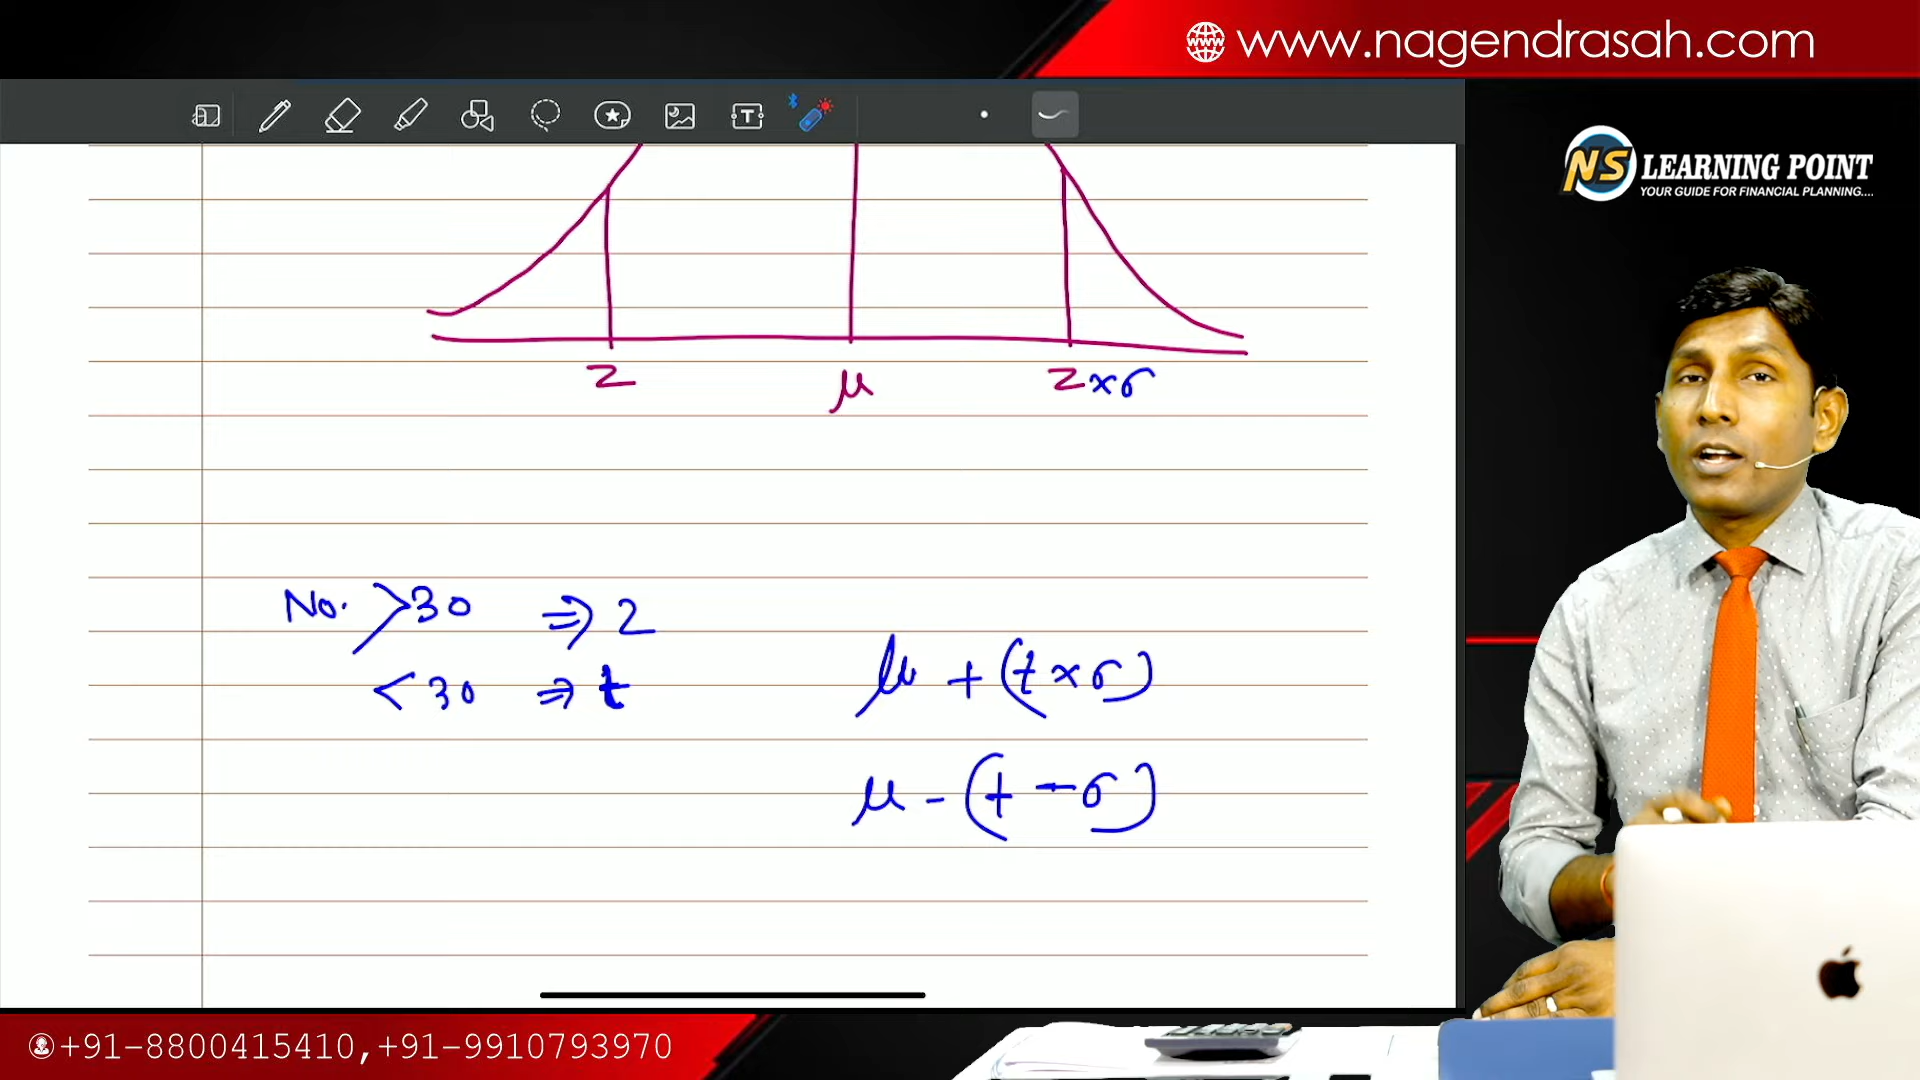 www.nagendrasah.com
NS LEARNING POINT
YOUR GUIDE FOR FINANCIAL PLANNING....
z μ z×σ
No. >30 ⇒ z
<30 ⇒ t
μ + (t×σ)
μ - (t - σ)
+91-8800415410,+91-9910793970